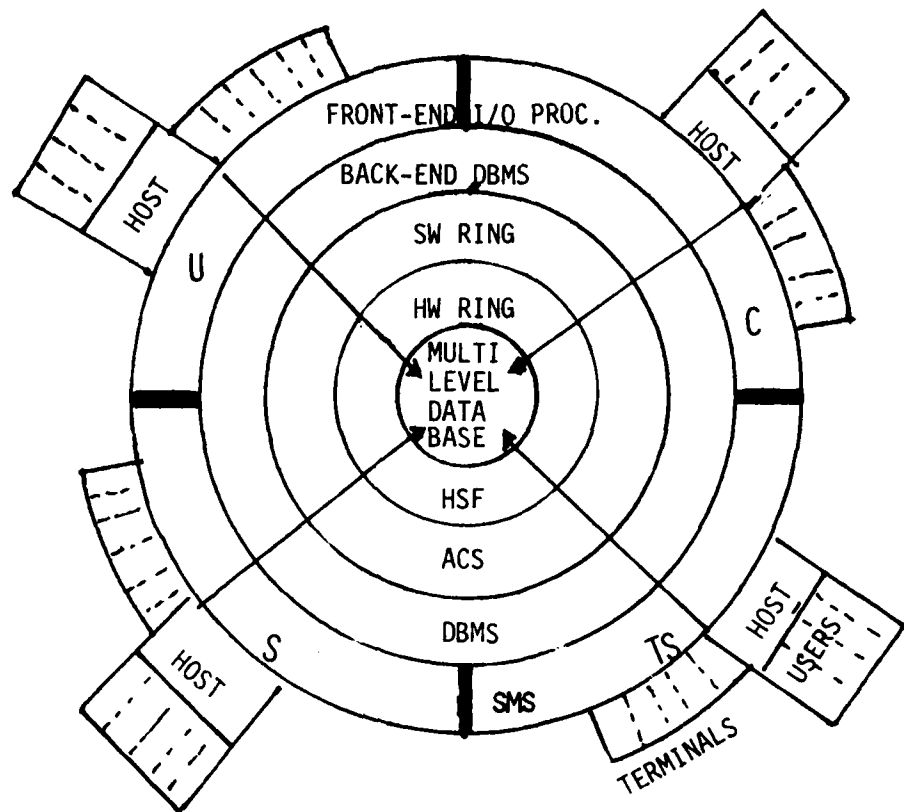 FRONT-END I/O PROC.
HOST
HOST
BACK-END DBMS
SW RING
U
HW RING
C
MULTI
LEVEL
DATA
BASE
HSF
ACS
HOST
USERS
DBMS
S
TS
HOST
SMS
TERMINALS